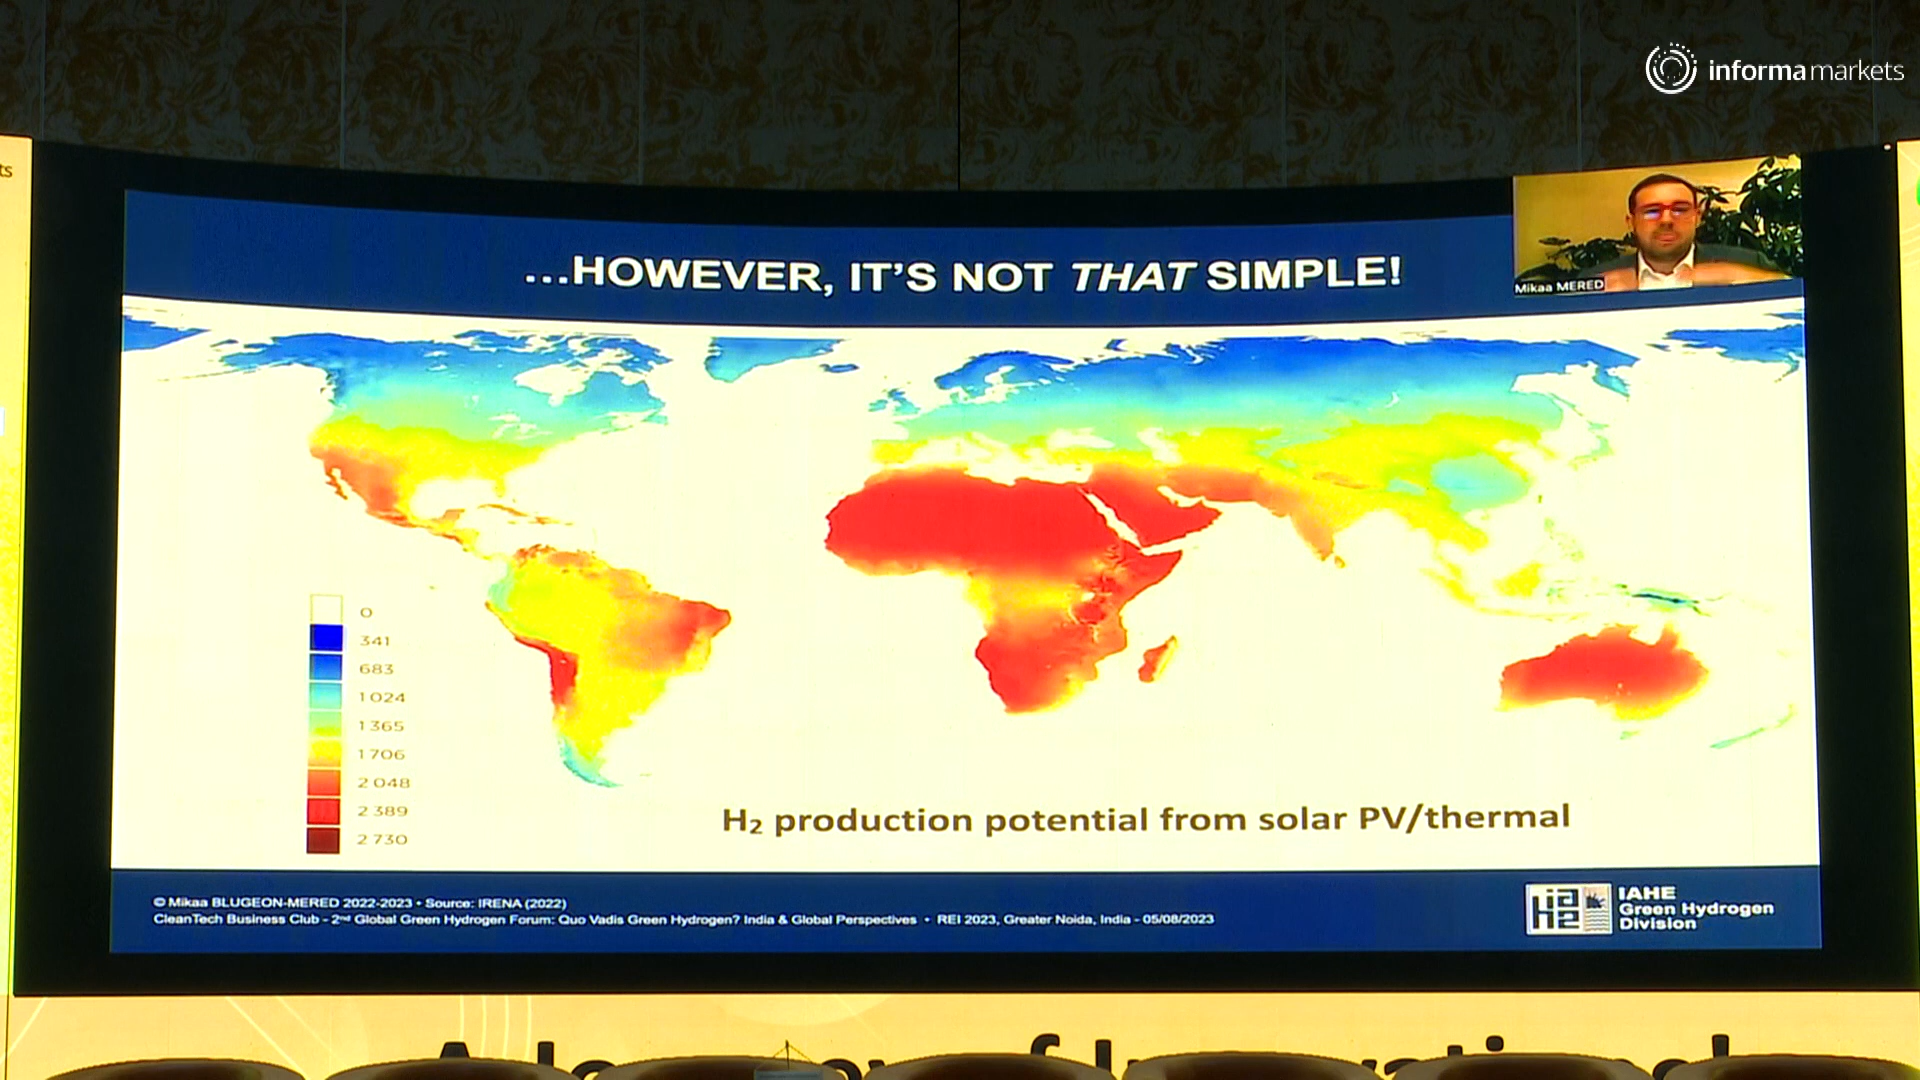 informa markets
ts
...HOWEVER, IT'S NOT THAT SIMPLE!
Mikaa MERED
0
341
683
1 024
1 365
1 706
2 048
2 389
2 730
H₂ production potential from solar PV/thermal
© Mikaa BLUGEON-MERED 2022-2023 • Source: IRENA (2022)
CleanTech Business Club - 2nd Global Green Hydrogen Forum: Quo Vadis Green Hydrogen? India & Global Perspectives • REI 2023, Greater Noida, India - 05/08/2023
IAHE
Green Hydrogen
Division